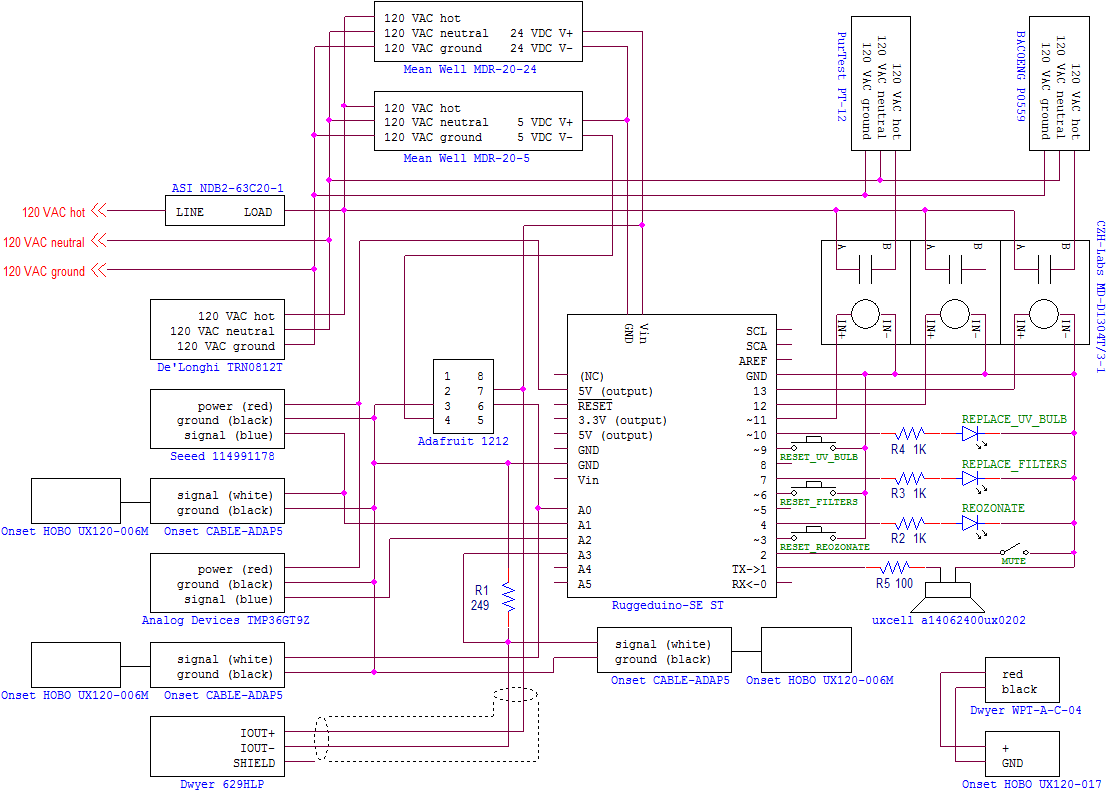 120 VAC hot
120 VAC neutral 24 VDC V+
120 VAC ground 24 VDC V-
Mean Well MDR-20-24
120 VAC hot
120 VAC neutral 5 VDC V+
120 VAC ground 5 VDC V-
Mean Well MDR-20-5
120 VAC hot
120 VAC neutral
120 VAC ground
PurTest PT-12
120 VAC hot
120 VAC neutral
120 VAC ground
BACOENG P0559
ASI NDB2-63C20-1
LINE LOAD
120 VAC hot
120 VAC neutral
120 VAC ground
A B
IN+ IN-
A B
IN+ IN-
A B
IN+ IN-
CZH-Labs MD-D1304T/3-1
120 VAC hot
120 VAC neutral
120 VAC ground
De'Longhi TRN0812T
power (red)
ground (black)
signal (blue)
Seeed 114991178
signal (white)
ground (black)
Onset HOBO UX120-006M
Onset CABLE-ADAP5
power (red)
ground (black)
signal (blue)
Analog Devices TMP36GT9Z
signal (white)
ground (black)
Onset HOBO UX120-006M
Onset CABLE-ADAP5
IOUT+
IOUT-
SHIELD
Dwyer 629HLP
1 8
2 7
3 6
4 5
Adafruit 1212
R1
249
GND
Vin
(NC)
5V (output)
RESET
3.3V (output)
5V (output)
GND
GND
Vin
A0
A1
A2
A3
A4
A5
SCL
SCA
AREF
GND
13
12
~11
~10
~9
8
7
~6
~5
4
~3
2
TX->1
RX<-0
Ruggeduino-SE ST
REPLACE_UV_BULB
R4 1K
RESET_UV_BULB
REPLACE_FILTERS
R3 1K
RESET_FILTERS
REOZONATE
R2 1K
RESET_REOZONATE
MUTE
R5 100
uxcell a14062400ux0202
signal (white)
ground (black)
Onset CABLE-ADAP5
Onset HOBO UX120-006M
red
black
Dwyer WPT-A-C-04
+
GND
Onset HOBO UX120-017